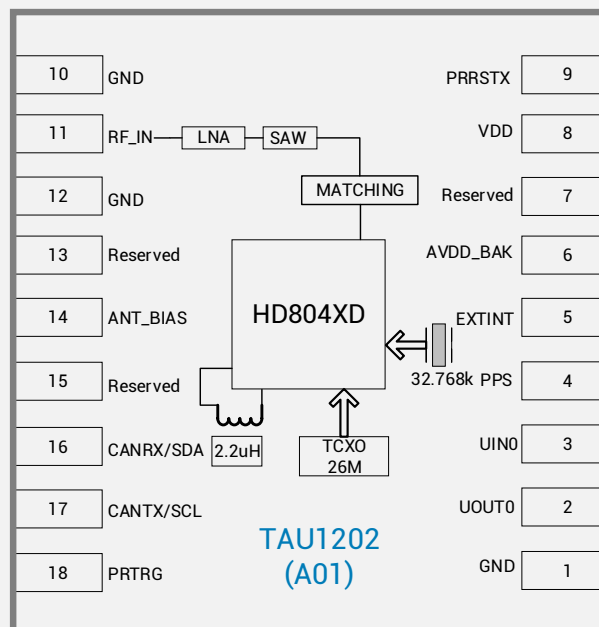 10 GND
11 RF_IN LNA SAW
12 GND
13 Reserved
14 ANT_BIAS
15 Reserved
16 CANRX/SDA
17 CANTX/SCL
18 PRTRG
MATCHING
HD804XD
32.768k
2.2uH
TCXO
26M
TAU1202
(A01)
PRRSTX 9
VDD 8
Reserved 7
AVDD_BAK 6
EXTINT 5
PPS 4
UIN0 3
UOUT0 2
GND 1